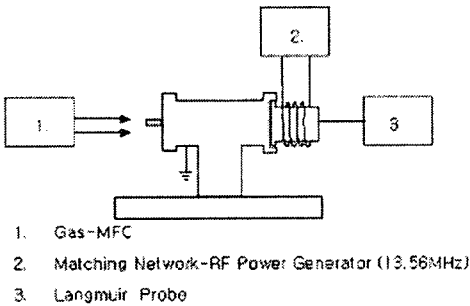 2.
1.
3
1. Gas-MFC
2. Matching Network-RF Power Generator (13.56MHz)
3. Langmuir Probe